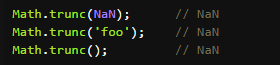 Math.trunc(NaN);      // NaN
Math.trunc('foo');    // NaN
Math.trunc();         // NaN